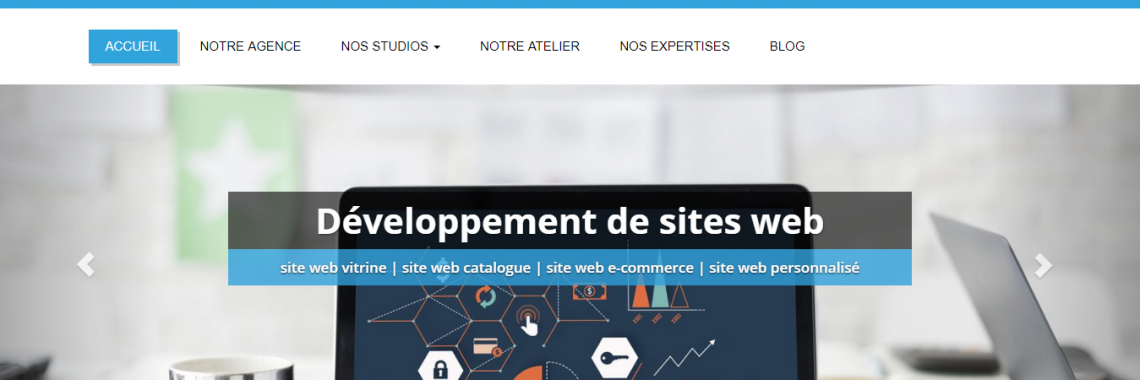 ACCUEIL NOTRE AGENCE NOS STUDIOS NOTRE ATELIER NOS EXPERTISES BLOG
Développement de sites web
site web vitrine | site web catalogue | site web e-commerce | site web personnalisé
$
$